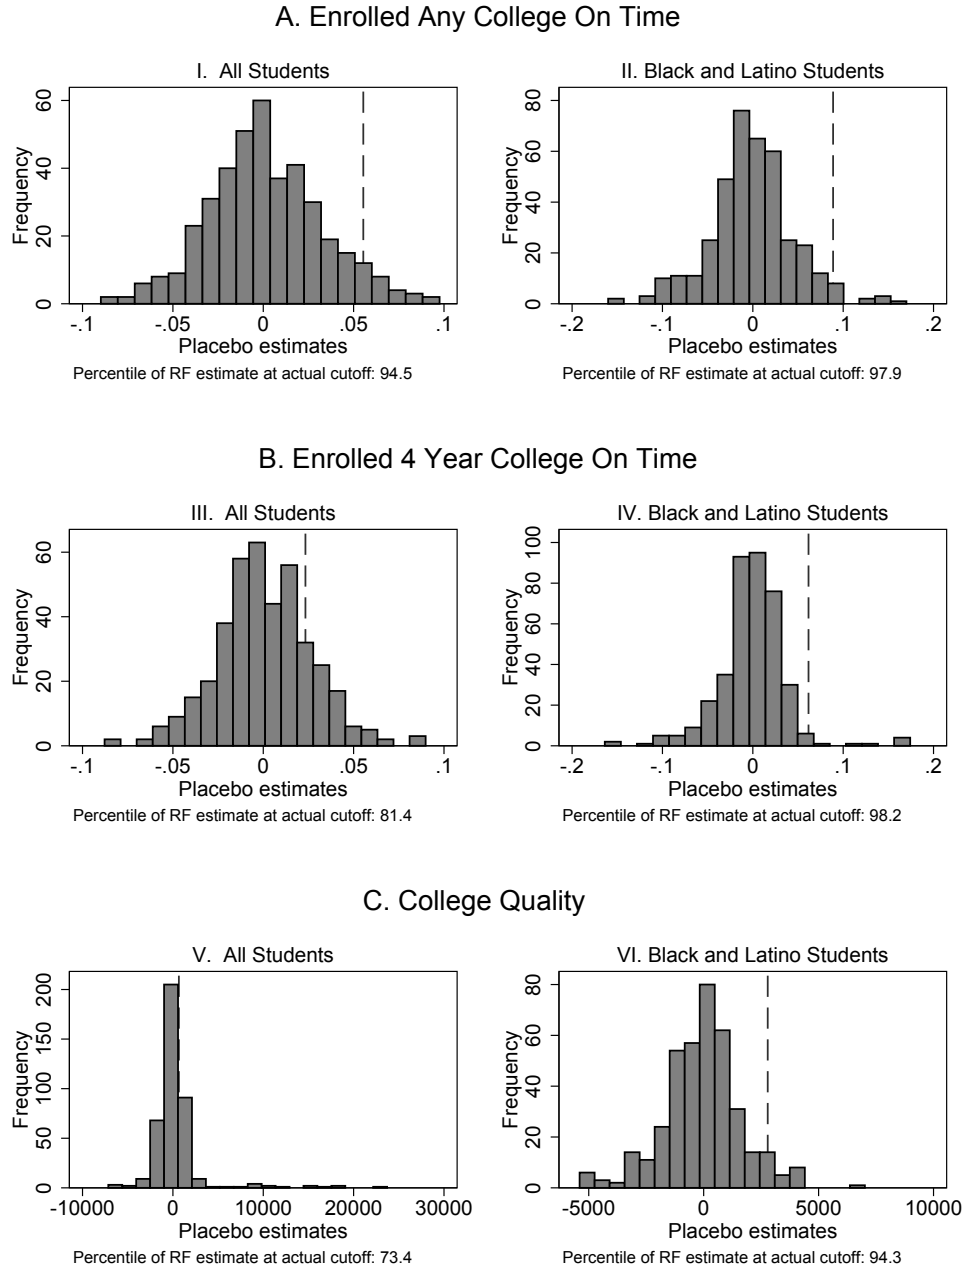 A. Enrolled Any College On Time
I. All Students
Frequency
0 20 40 60
-.1 -.05 0 .05 .1
Placebo estimates
Percentile of RF estimate at actual cutoff: 94.5
II. Black and Latino Students
Frequency
0 20 40 60 80
-.2 -.1 0 .1 .2
Placebo estimates
Percentile of RF estimate at actual cutoff: 97.9
B. Enrolled 4 Year College On Time
III. All Students
Frequency
0 20 40 60
-.1 -.05 0 .05 .1
Placebo estimates
Percentile of RF estimate at actual cutoff: 81.4
IV. Black and Latino Students
Frequency
0 20 40 60 80 100
-.2 -.1 0 .1 .2
Placebo estimates
Percentile of RF estimate at actual cutoff: 98.2
C. College Quality
V. All Students
Frequency
0 50 100 150 200
-10000 0 10000 20000 30000
Placebo estimates
Percentile of RF estimate at actual cutoff: 73.4
VI. Black and Latino Students
Frequency
0 20 40 60 80
-5000 0 5000 10000
Placebo estimates
Percentile of RF estimate at actual cutoff: 94.3